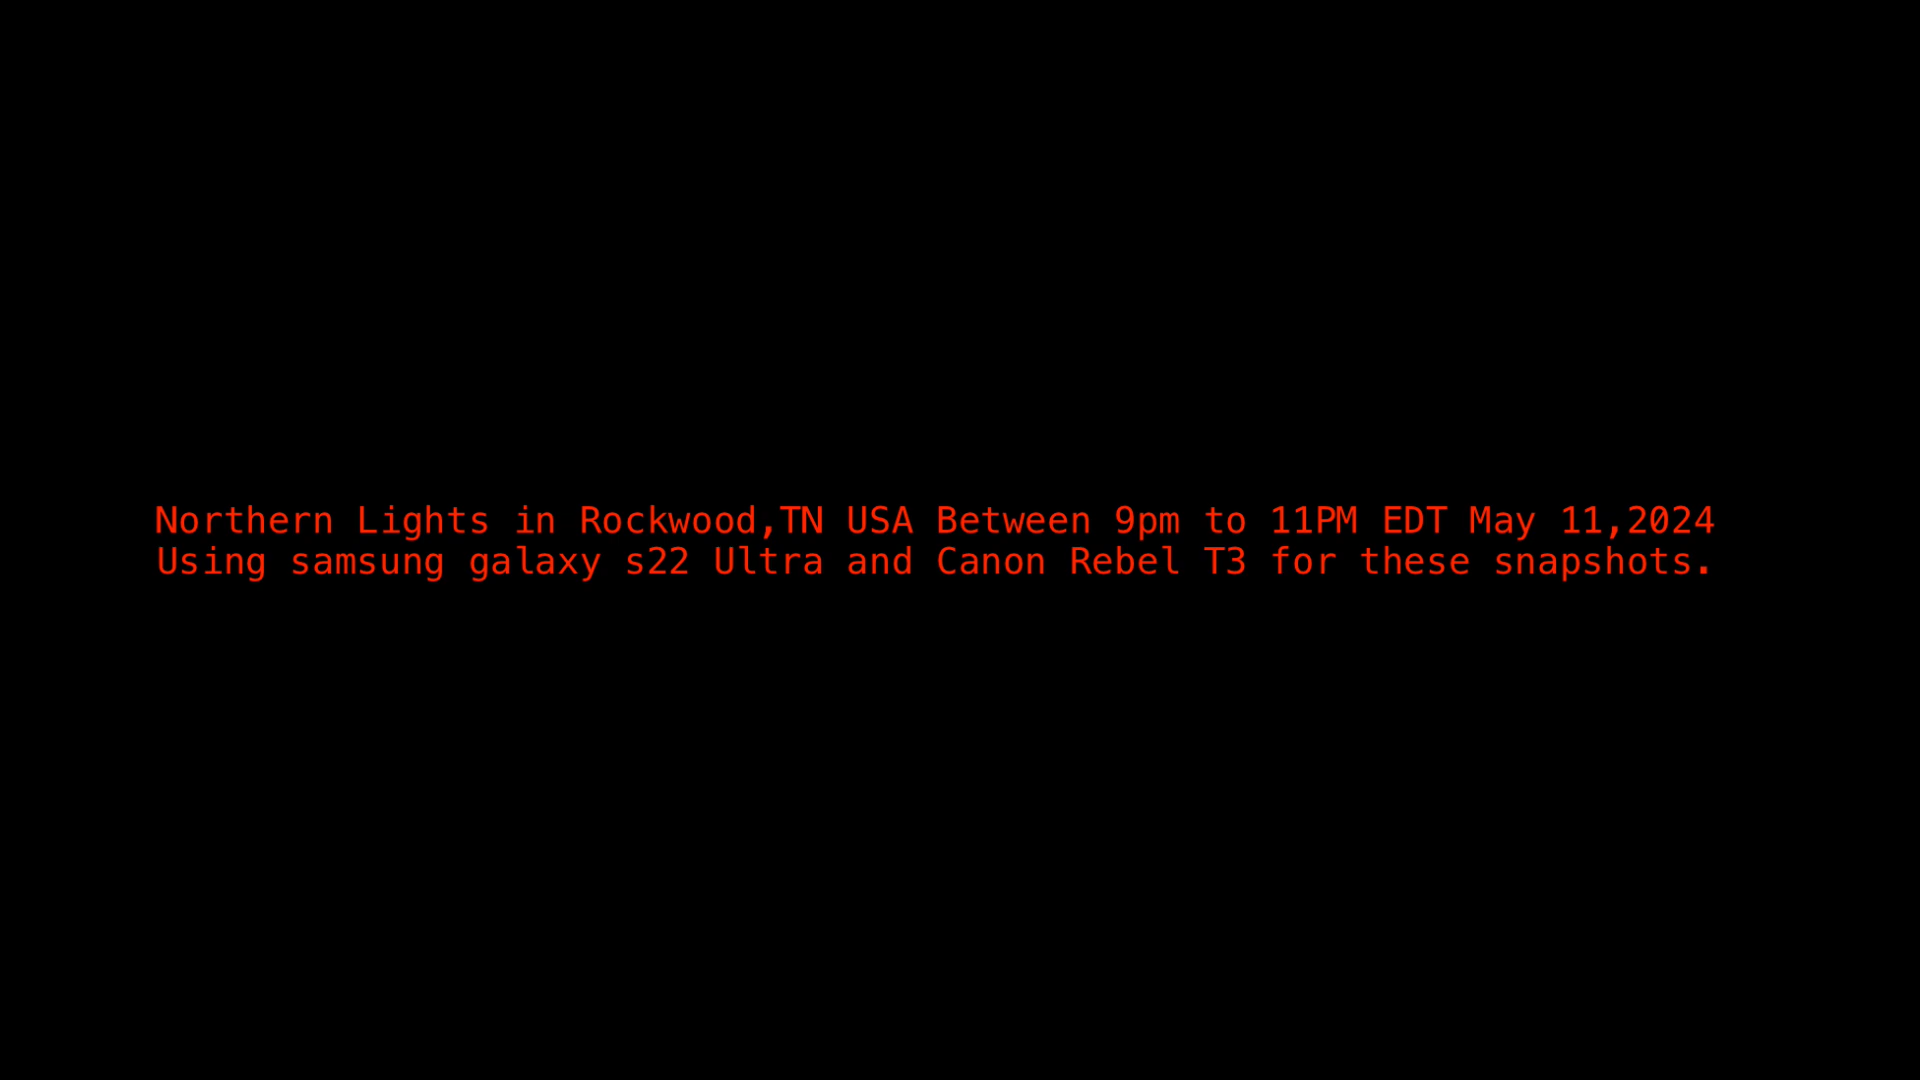 Northern Lights in Rockwood,TN USA Between 9pm to 11PM EDT May 11,2024
Using samsung galaxy s22 Ultra and Canon Rebel T3 for these snapshots.